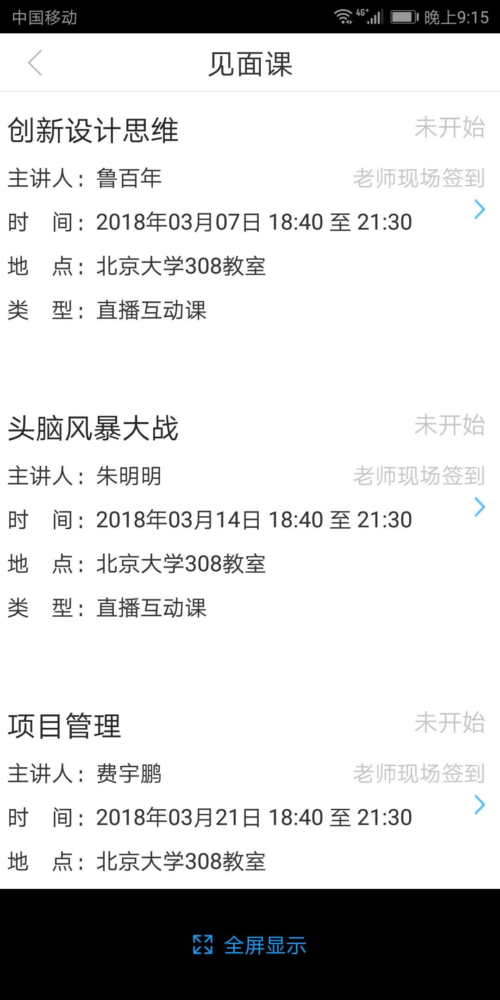 中国移动 4G+ 晚上9:15
见面课
创新设计思维 未开始
主讲人：鲁百年 老师现场签到
时 间：2018年03月07日 18:40 至 21:30
地 点：北京大学308教室
类 型：直播互动课
头脑风暴大战 未开始
主讲人：朱明明 老师现场签到
时 间：2018年03月14日 18:40 至 21:30
地 点：北京大学308教室
类 型：直播互动课
项目管理 未开始
主讲人：费宇鹏 老师现场签到
时 间：2018年03月21日 18:40 至 21:30
地 点：北京大学308教室
全屏显示